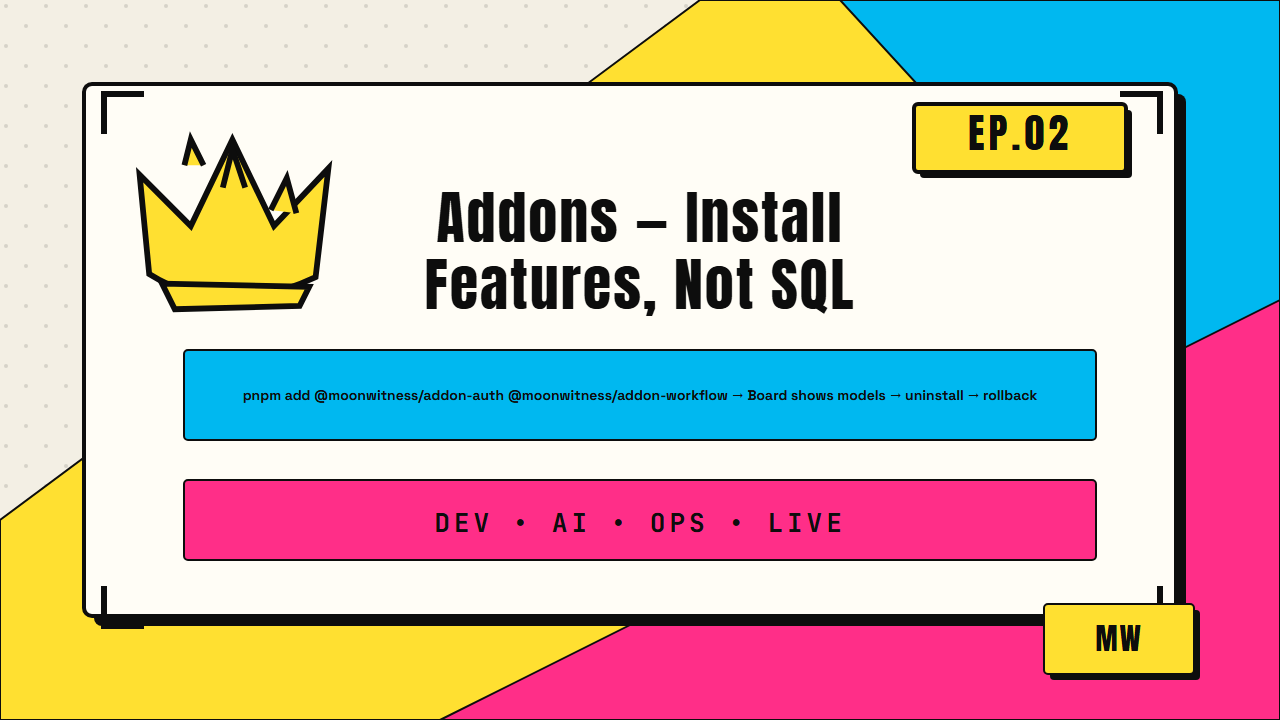 EP.02
Addons — Install
Features, Not SQL
pnpm add @moonwitness/addon-auth @moonwitness/addon-workflow → Board shows models → uninstall → rollback
DEV • AI • OPS • LIVE
MW